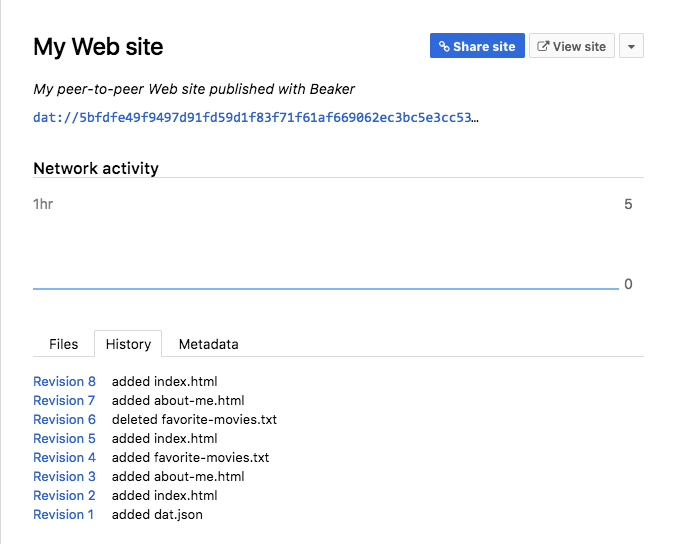 My Web site
Share site
View site
My peer-to-peer Web site published with Beaker
dat://5bfdfe49f9497d91fd59d1f83f71f61af669062ec3bc5e3cc53…
Network activity
1hr 5
0
Files History Metadata
Revision 8 added index.html
Revision 7 added about-me.html
Revision 6 deleted favorite-movies.txt
Revision 5 added index.html
Revision 4 added favorite-movies.txt
Revision 3 added about-me.html
Revision 2 added index.html
Revision 1 added dat.json